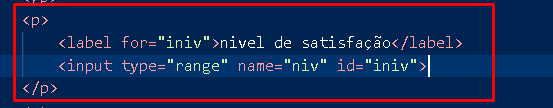 <p>
<label for="iniv">nivel de satisfação</label>
<input type="range" name="niv" id="iniv">
</p>